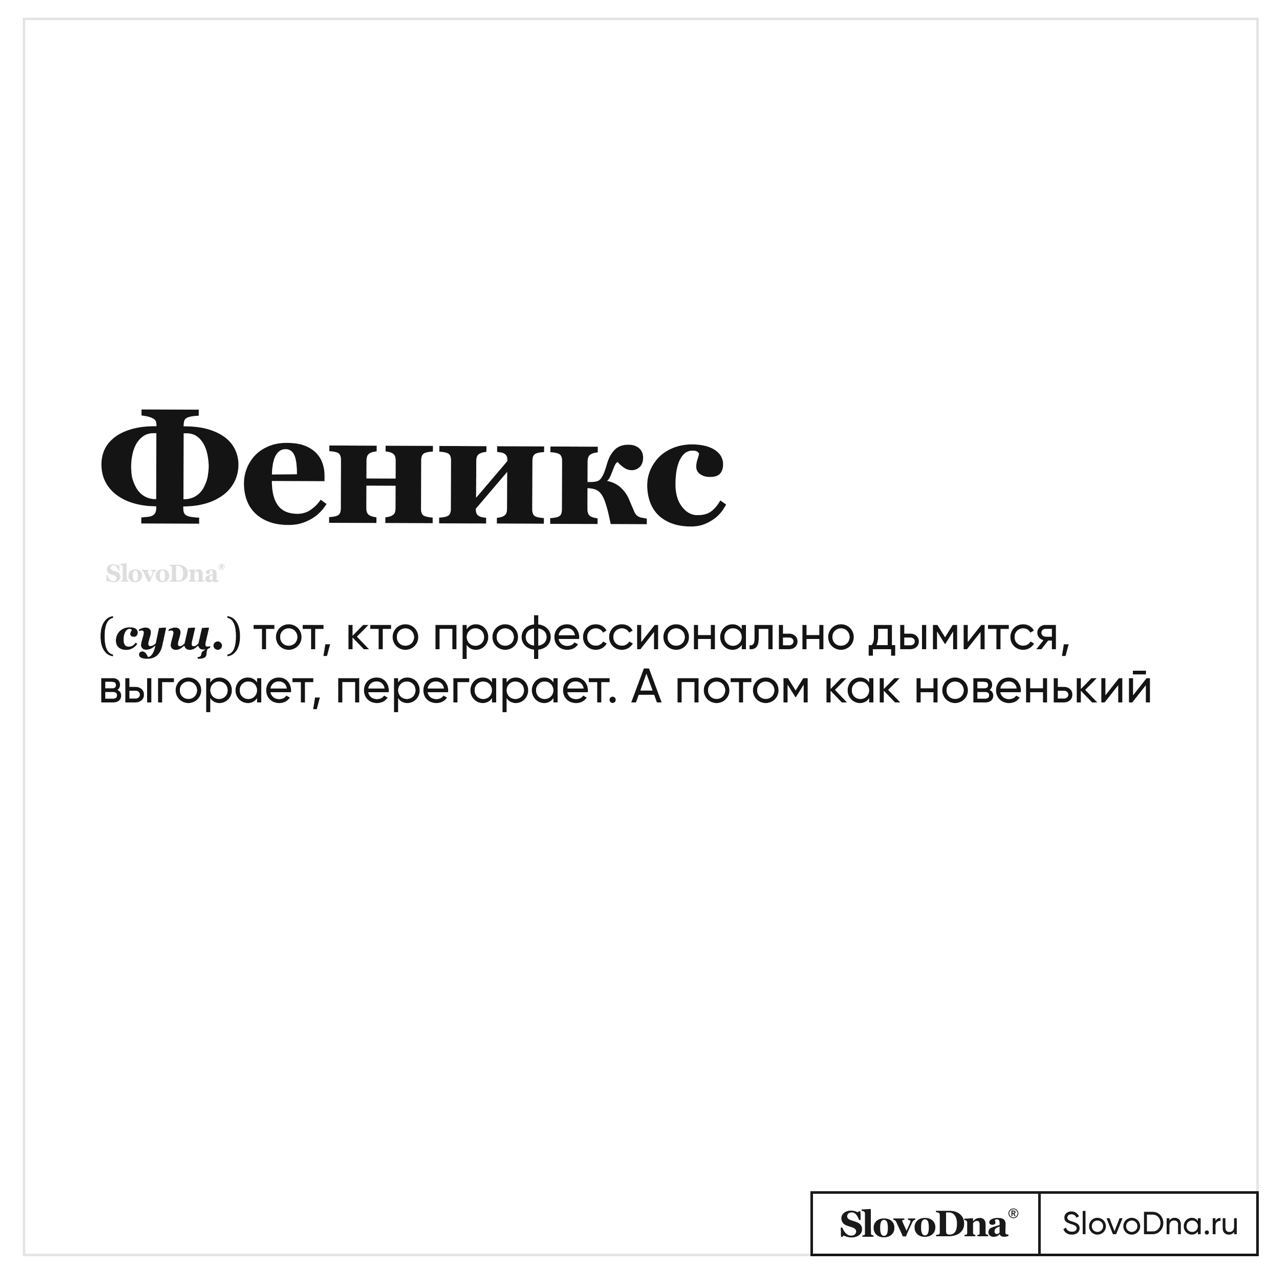 Феникс
SlovoDna®
(сущ.) тот, кто профессионально дымится,
выгорает, перегарает. А потом как новенький
SlovoDna® SlovoDna.ru